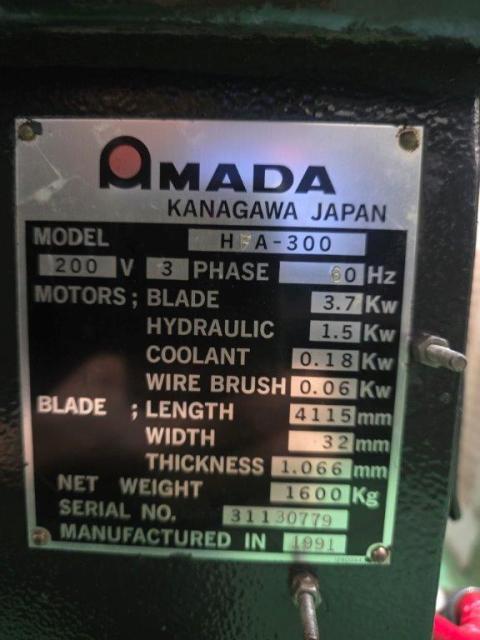 AMADA
KANAGAWA JAPAN
MODEL HFA-300
200 V 3 PHASE 60 Hz
MOTORS; BLADE 3.7 Kw
HYDRAULIC 1.5 Kw
COOLANT 0.18 Kw
WIRE BRUSH 0.06 Kw
BLADE ; LENGTH 4115 mm
WIDTH 32 mm
THICKNESS 1.066 mm
NET WEIGHT 1600 Kg
SERIAL NO. 31130779
MANUFACTURED IN 1991